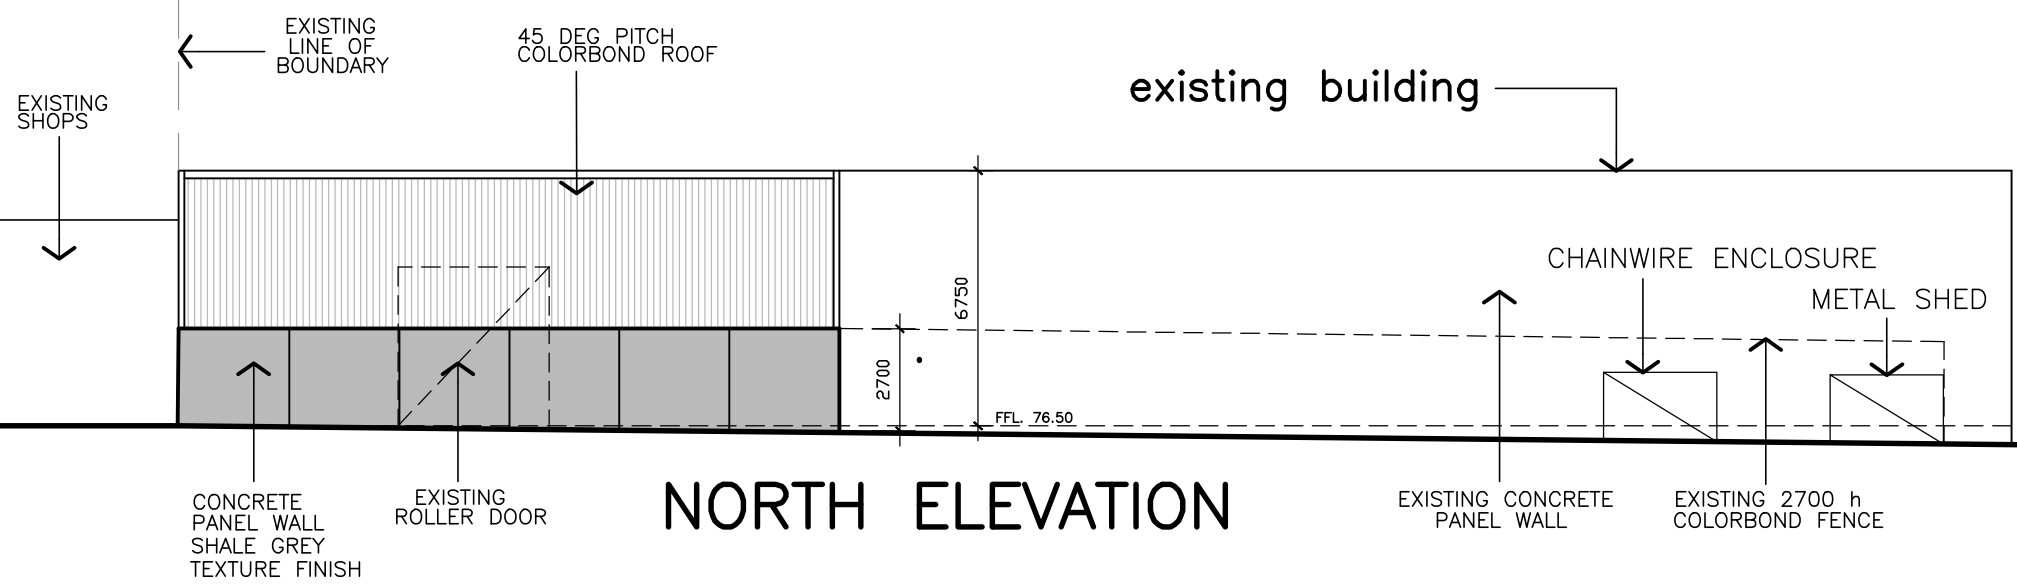 EXISTING
LINE OF
BOUNDARY
45 DEG PITCH
COLORBOND ROOF
existing building
EXISTING
SHOPS
CHAINWIRE ENCLOSURE
METAL SHED
6750
2700
FFL. 76.50
CONCRETE
PANEL WALL
SHALE GREY
TEXTURE FINISH
EXISTING
ROLLER DOOR
NORTH ELEVATION
EXISTING CONCRETE
PANEL WALL
EXISTING 2700 h
COLORBOND FENCE